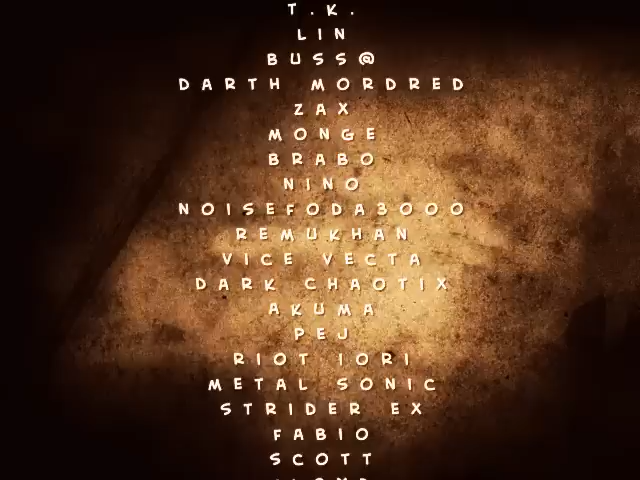 T.K.
LIN
BUSS@
DARTH MORDRED
ZAX
MONGE
BRABO
NINO
NOISEFODA3000
REMUKHAN
VICE VECTA
DARK CHAOTIX
AKUMA
PEJ
RIOT IORI
METAL SONIC
STRIDER EX
FABIO
SCOTT